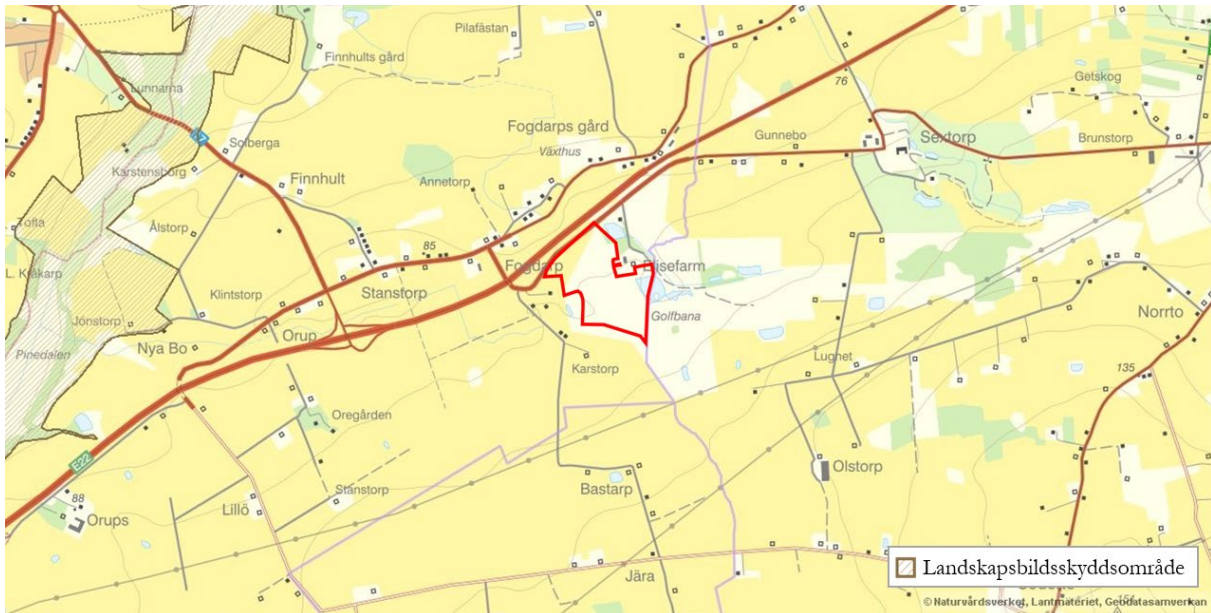 Pilafästan
Finnhults gård
76
Getskog
Lunnarna
Fogdarps gård
Gunnebo
Sextorp
Brunstorp
Solberga
Växthus
Karstensborg
Finnhult
Annetorp
Tofta
Ålstorp
85
Fogdarp
Elisefarm
L. Kråkarp
Klintstorp
Stanstorp
Golfbana
Norrto
Jönstorp
Orup
Nya Bo
Pinedalen
Lughet
Karstorp
135
Oregården
E22
Olstorp
Stanstorp
Bastarp
88
Lillö
Orups
Landskapsbildsskyddsområde
Jära
© Naturvårdsverket, Lantmäteriet, Geodatasamverkan